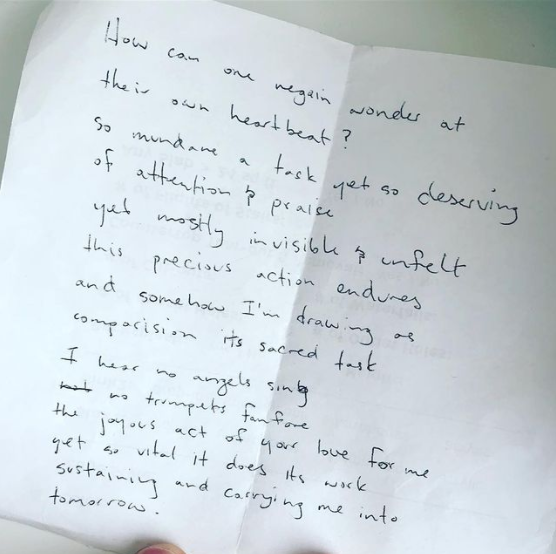 How can one regain wonder at
their own heartbeat?
So mundane a task yet so deserving
of attention & praise
yet mostly invisible & unfelt
this precious action endures
and somehow I'm drawing as
comparision its sacred task
I hear no angels sing
no trumpets fanfare
the joyous act of your love for me
yet so vital it does its work
sustaining and carrying me into
tomorrow.